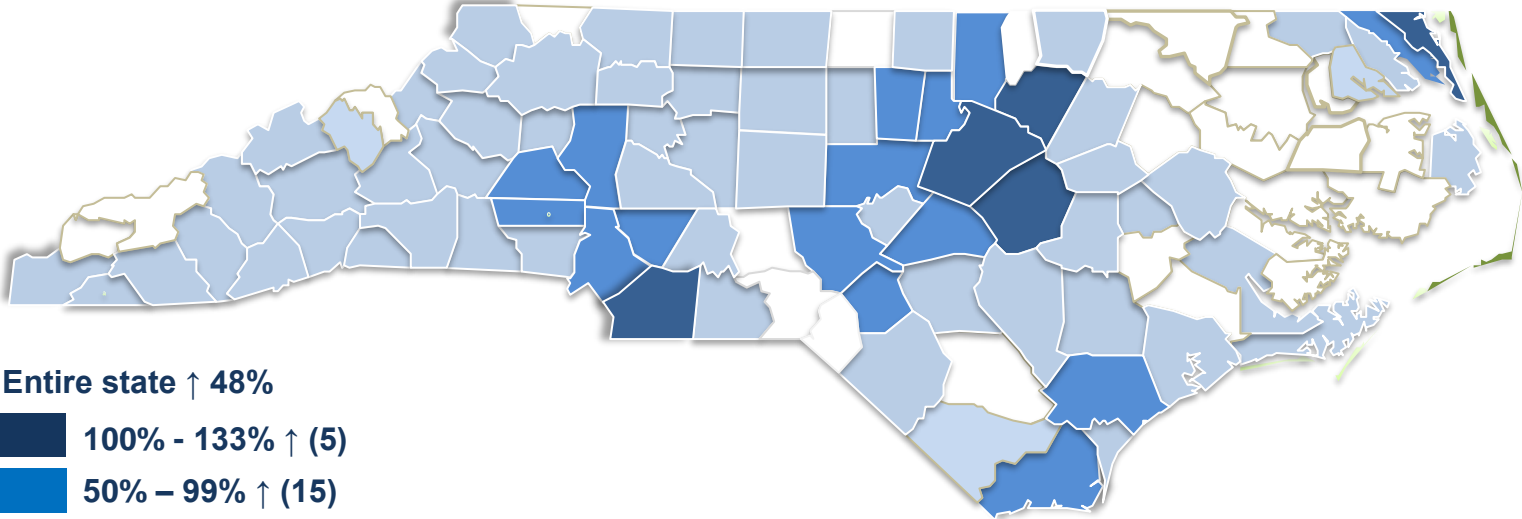 Entire state ↑ 48%
100% - 133% ↑ (5)
50% – 99% ↑ (15)